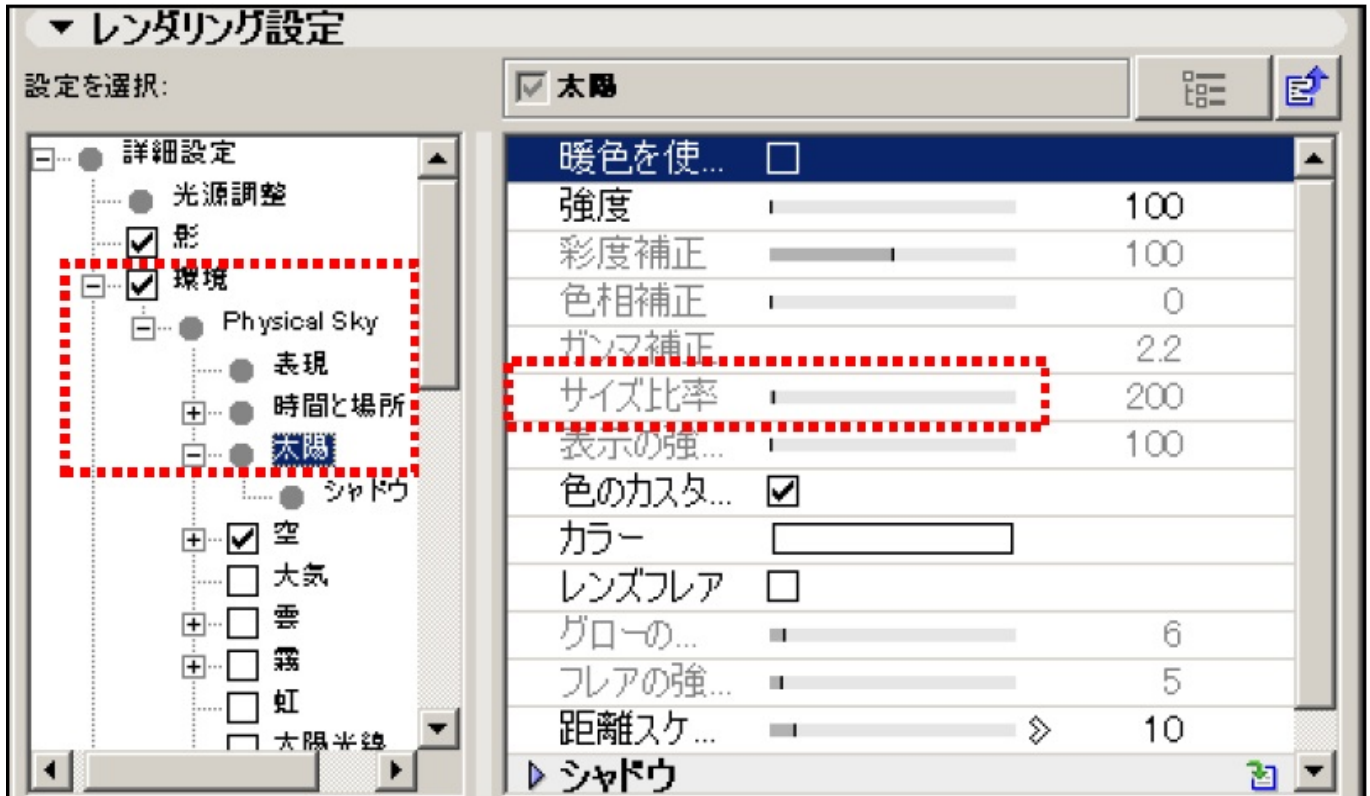 レンダリング設定
設定を選択:
太陽
詳細設定
光源調整
影
環境
Physical Sky
表現
時間と場所
太陽
シャドウ
空
大気
雲
霧
虹
太陽光線
暖色を使...
強度 100
彩度補正 100
色相補正 0
ガンマ補正 2.2
サイズ比率 200
表示の強... 100
色のカスタ...
カラー
レンズフレア
グローの... 6
フレアの強... 5
距離スケ... 10
シャドウ